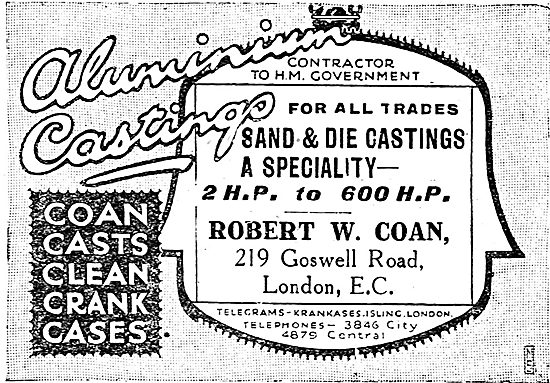 Aluminium
Castings
CONTRACTOR
TO H.M. GOVERNMENT
FOR ALL TRADES
SAND & DIE CASTINGS
A SPECIALITY—
2 H.P. to 600 H.P.
ROBERT W. COAN,
219 Goswell Road,
London, E.C.
TELEGRAMS-KRANKASES.ISLING.LONDON.
TELEPHONES- 3846 City
4879 Central
COAN
CASTS
CLEAN
CRANK
CASES.